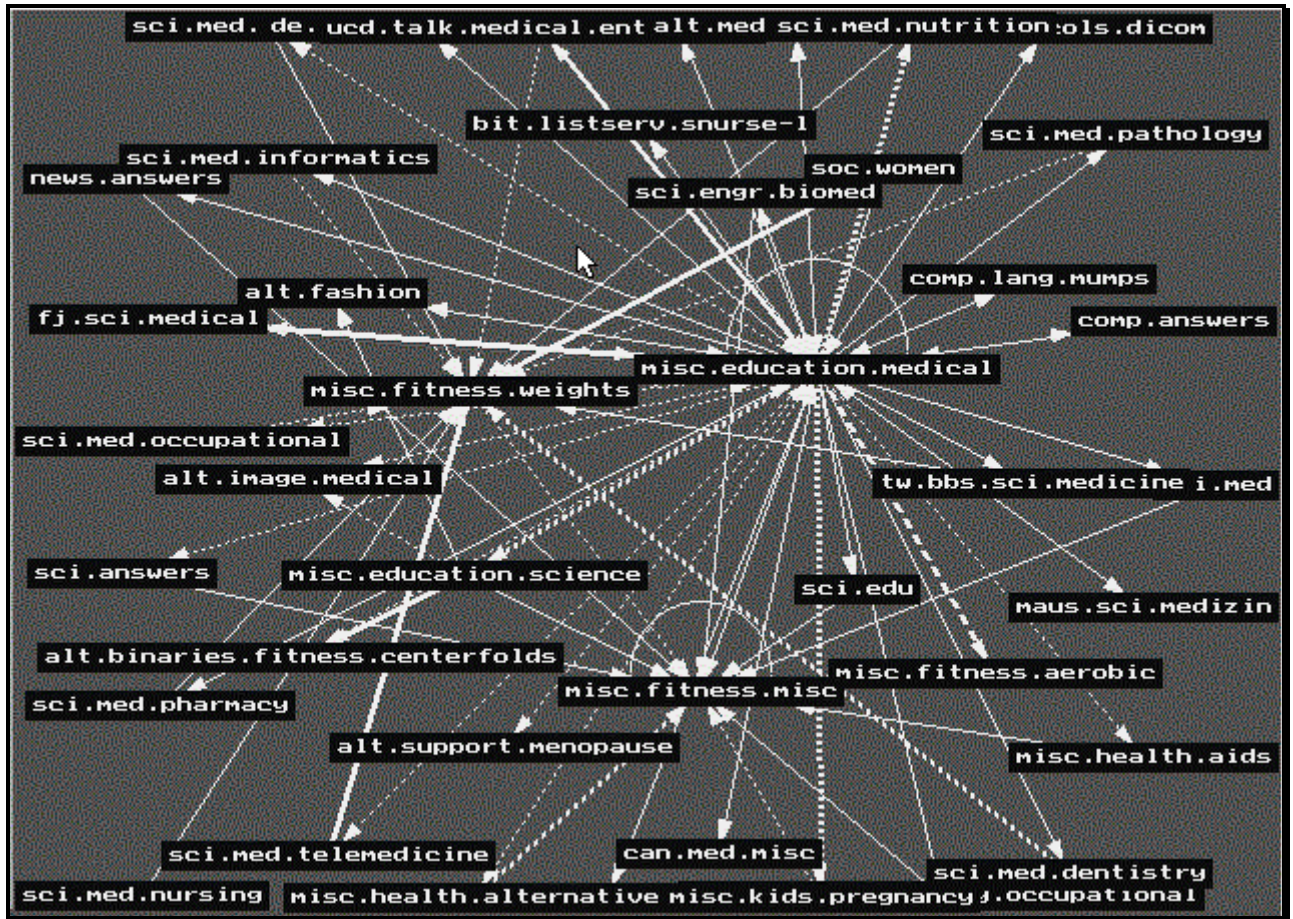 sci.med. de. ucd.talk.medical.ent alt.med sci.med.nutrition ols.dicom
bit.listserv.snurse-l
sci.med.pathology
sci.med.informatics
soc.women
news.answers
sci.engr.biomed
comp.lang.mumps
alt.fashion
fj.sci.medical
comp.answers
misc.education.medical
misc.fitness.weights
sci.med.occupational
alt.image.medical
tw.bbs.sci.medicine i.med
sci.answers
misc.education.science
sci.edu
maus.sci.medizin
alt.binaries.fitness.centerfolds
misc.fitness.aerobic
misc.fitness.misc
sci.med.pharmacy
alt.support.menopause
misc.health.aids
sci.med.telemedicine
can.med.misc
sci.med.dentistry
sci.med.nursing
misc.health.alternative misc.kids.pregnancy .occupational